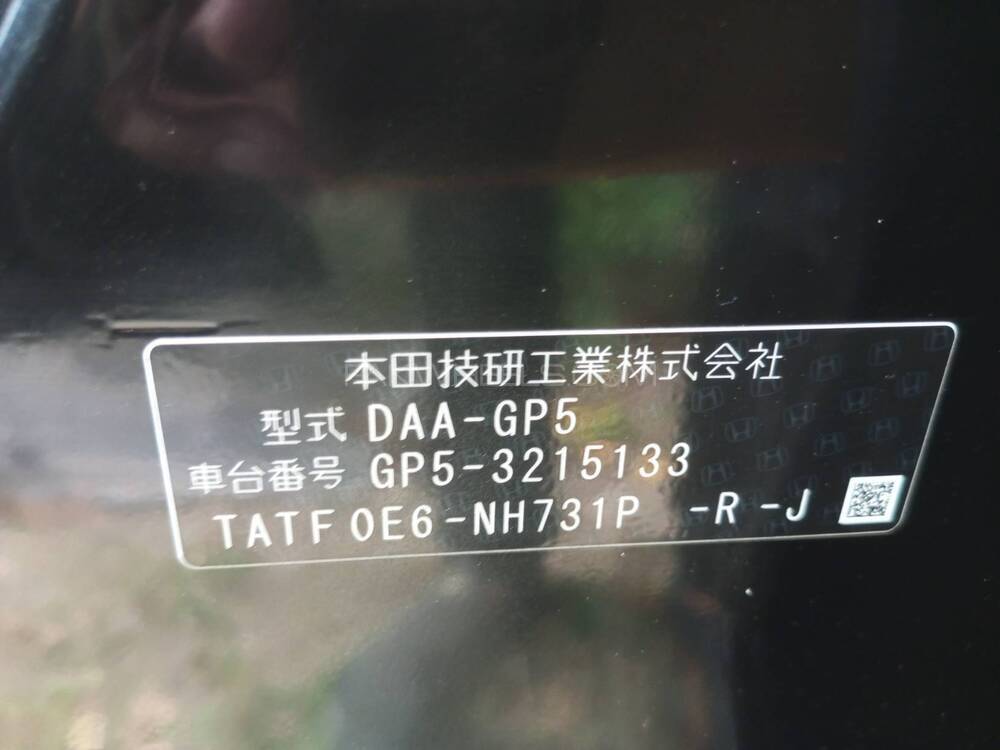 本田技研工業株式会社
型式 DAA-GP5
車台番号 GP5-3215133
TATF0E6-NH731P -R -J